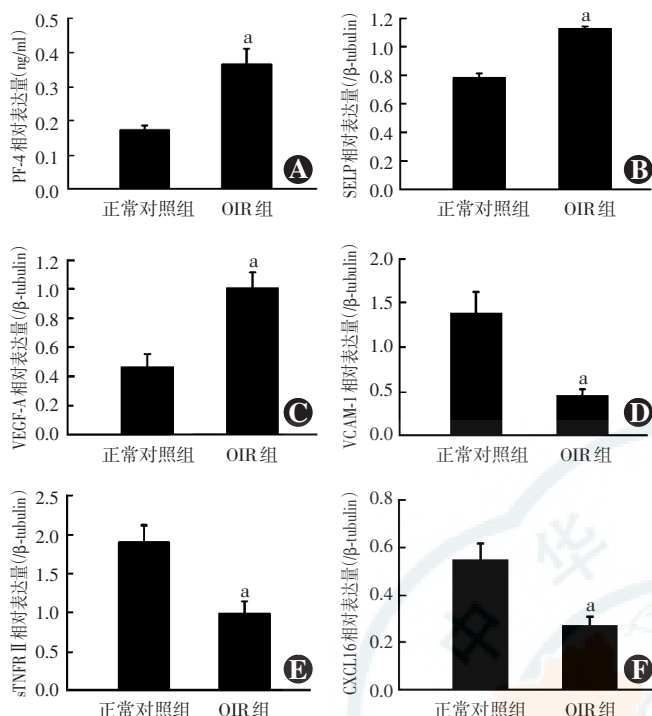 PF-4相对表达量(ng/ml)
0.5
0.4
0.3
0.2
0.1
0.0
a
正常对照组 OIR组
A
SELP相对表达量(/β-tubulin)
1.2
1.0
0.8
0.6
0.4
0.2
0.0
a
正常对照组 OIR组
B
VEGF-A相对表达量(/β-tubulin)
1.2
1.0
0.8
0.6
0.4
0.2
0.0
a
正常对照组 OIR组
C
VCAM-1相对表达量(/β-tubulin)
2.0
1.5
1.0
0.5
0.0
a
正常对照组 OIR组
D
sTNFRⅡ相对表达量(/β-tubulin)
2.5
2.0
1.5
1.0
0.5
0.0
a
正常对照组 OIR组
E
CXCL16相对表达量(/β-tubulin)
0.8
0.6
0.4
0.2
0.0
a
正常对照组 OIR组
F
中华